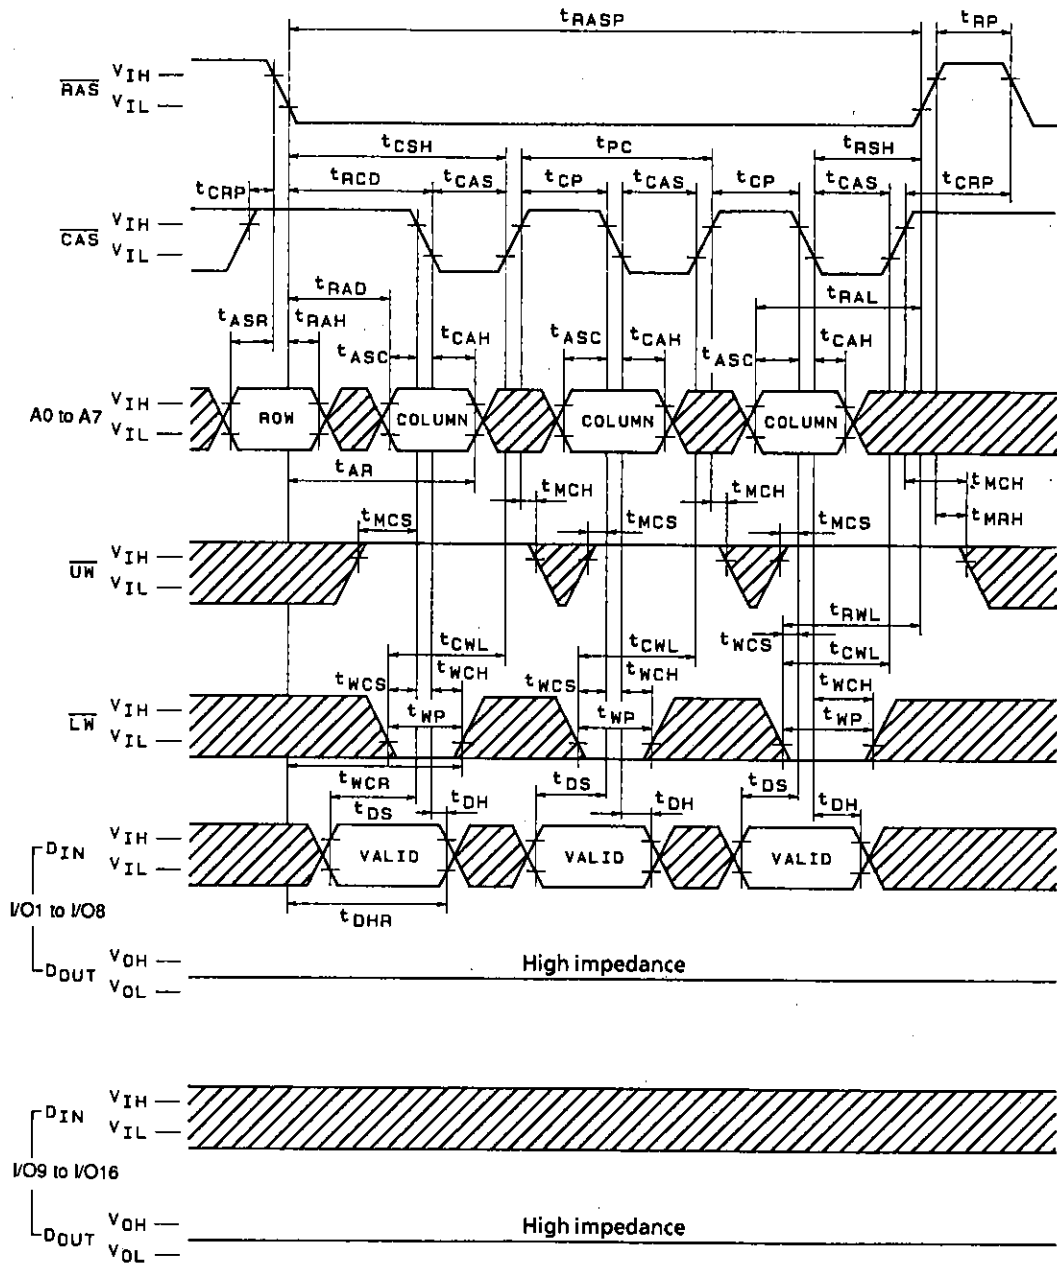 tRASP tRP
RAS VIH
VIL
tCSH tPC tRSH
tCRP tRCD tCAS tCP tCAS tCP tCAS tCRP
CAS VIH
VIL
tRAD tRAL
tASR tRAH tASC tCAH tASC tCAH tASC tCAH
A0 to A7 VIH
VIL
ROW COLUMN COLUMN COLUMN
tAR
tMCH tMCH tMCH
tMCS tMCS tMCS tMRH
UW VIH
VIL
tRWL
tCWL tCWL tWCS tCWL
tWCS tWCH tWCS tWCH tWCH
tWP tWP tWP
LW VIH
VIL
tWCR
tDS tDH tDS tDH tDS tDH
DIN VIH
VIL
VALID VALID VALID
tDHR
I/O1 to I/O8
DOUT VOH
VOL
High impedance
DIN VIH
VIL
I/O9 to I/O16
DOUT VOH
VOL
High impedance